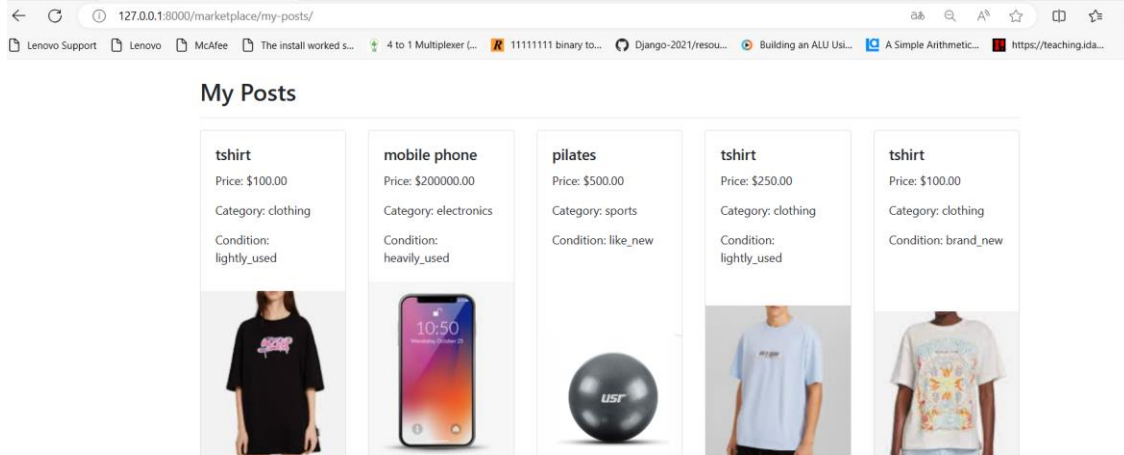 127.0.0.1:8000/marketplace/my-posts/
Lenovo Support Lenovo McAfee The install worked s... 4 to 1 Multiplexer (... 11111111 binary to... Django-2021/resou... Building an ALU Usi... A Simple Arithmetic... https://teaching.ida...
My Posts
tshirt
Price: $100.00
Category: clothing
Condition:
lightly_used
mobile phone
Price: $200000.00
Category: electronics
Condition:
heavily_used
10:50
Wednesday, October 25
pilates
Price: $500.00
Category: sports
Condition: like_new
USr
tshirt
Price: $250.00
Category: clothing
Condition:
lightly_used
tshirt
Price: $100.00
Category: clothing
Condition: brand_new